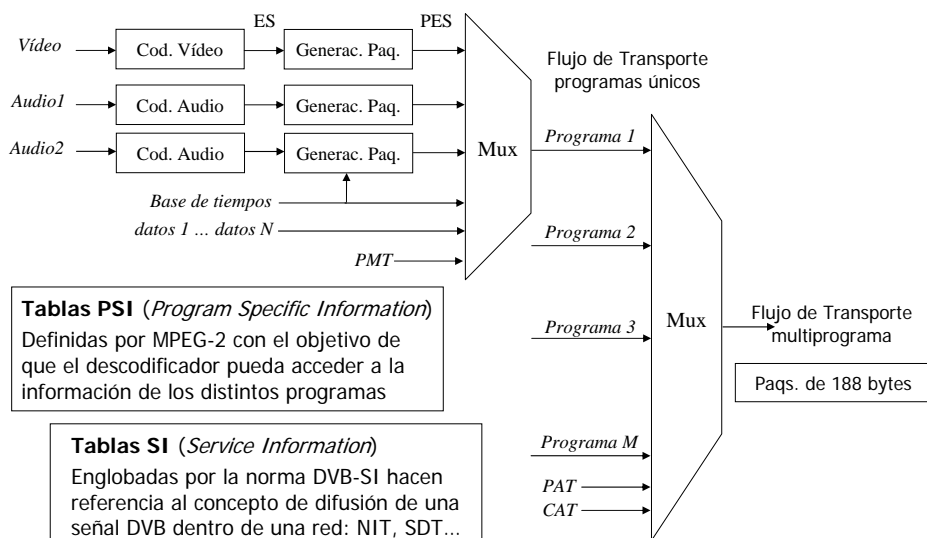 ES
PES
Vídeo
Cod. Vídeo
Generac. Paq.
Audio1
Cod. Audio
Generac. Paq.
Audio2
Cod. Audio
Generac. Paq.
Mux
Base de tiempos
datos 1 ... datos N
PMT
Flujo de Transporte
programas únicos
Programa 1
Programa 2
Programa 3
Programa M
PAT
CAT
Mux
Flujo de Transporte
multiprograma
Paqs. de 188 bytes
Tablas PSI (Program Specific Information)
Definidas por MPEG-2 con el objetivo de
que el descodificador pueda acceder a la
información de los distintos programas
Tablas SI (Service Information)
Englobadas por la norma DVB-SI hacen
referencia al concepto de difusión de una
señal DVB dentro de una red: NIT, SDT...